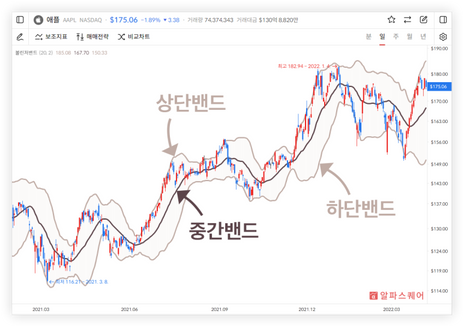 애플 AAPL · NASDAQ · $175.06 -1.89% ▼ 3.38 · 거래량 74,374,343 · 거래대금 $130억 8,820만
보조지표 매매전략 비교차트 분 일 주 월 년
볼린저밴드 (20, 2) 185.08 167.70 150.33
$190.00
최고 182.94 - 2022. 1. 4.
$180.00
$175.06
$170.00
$163.00
상단밴드
$156.00
$149.00
$143.00
하단밴드
$137.00
중간밴드
$130.00
$124.00
$119.00
최저 116.21 - 2021. 3. 8.
알파스퀘어
$114.00
2021.03 2021.06 2021.09 2021.12 2022.03